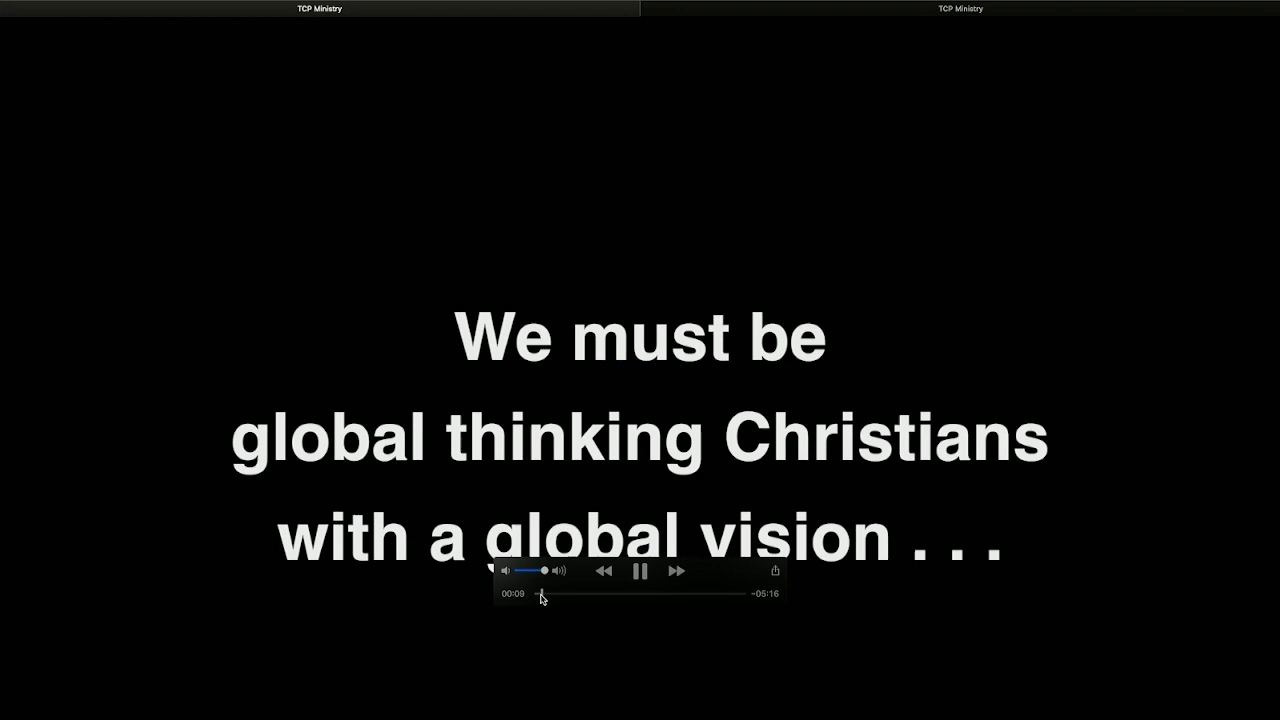 TCP Ministry TCP Ministry
We must be
global thinking Christians
with a global vision . . .
00:09 -05:16